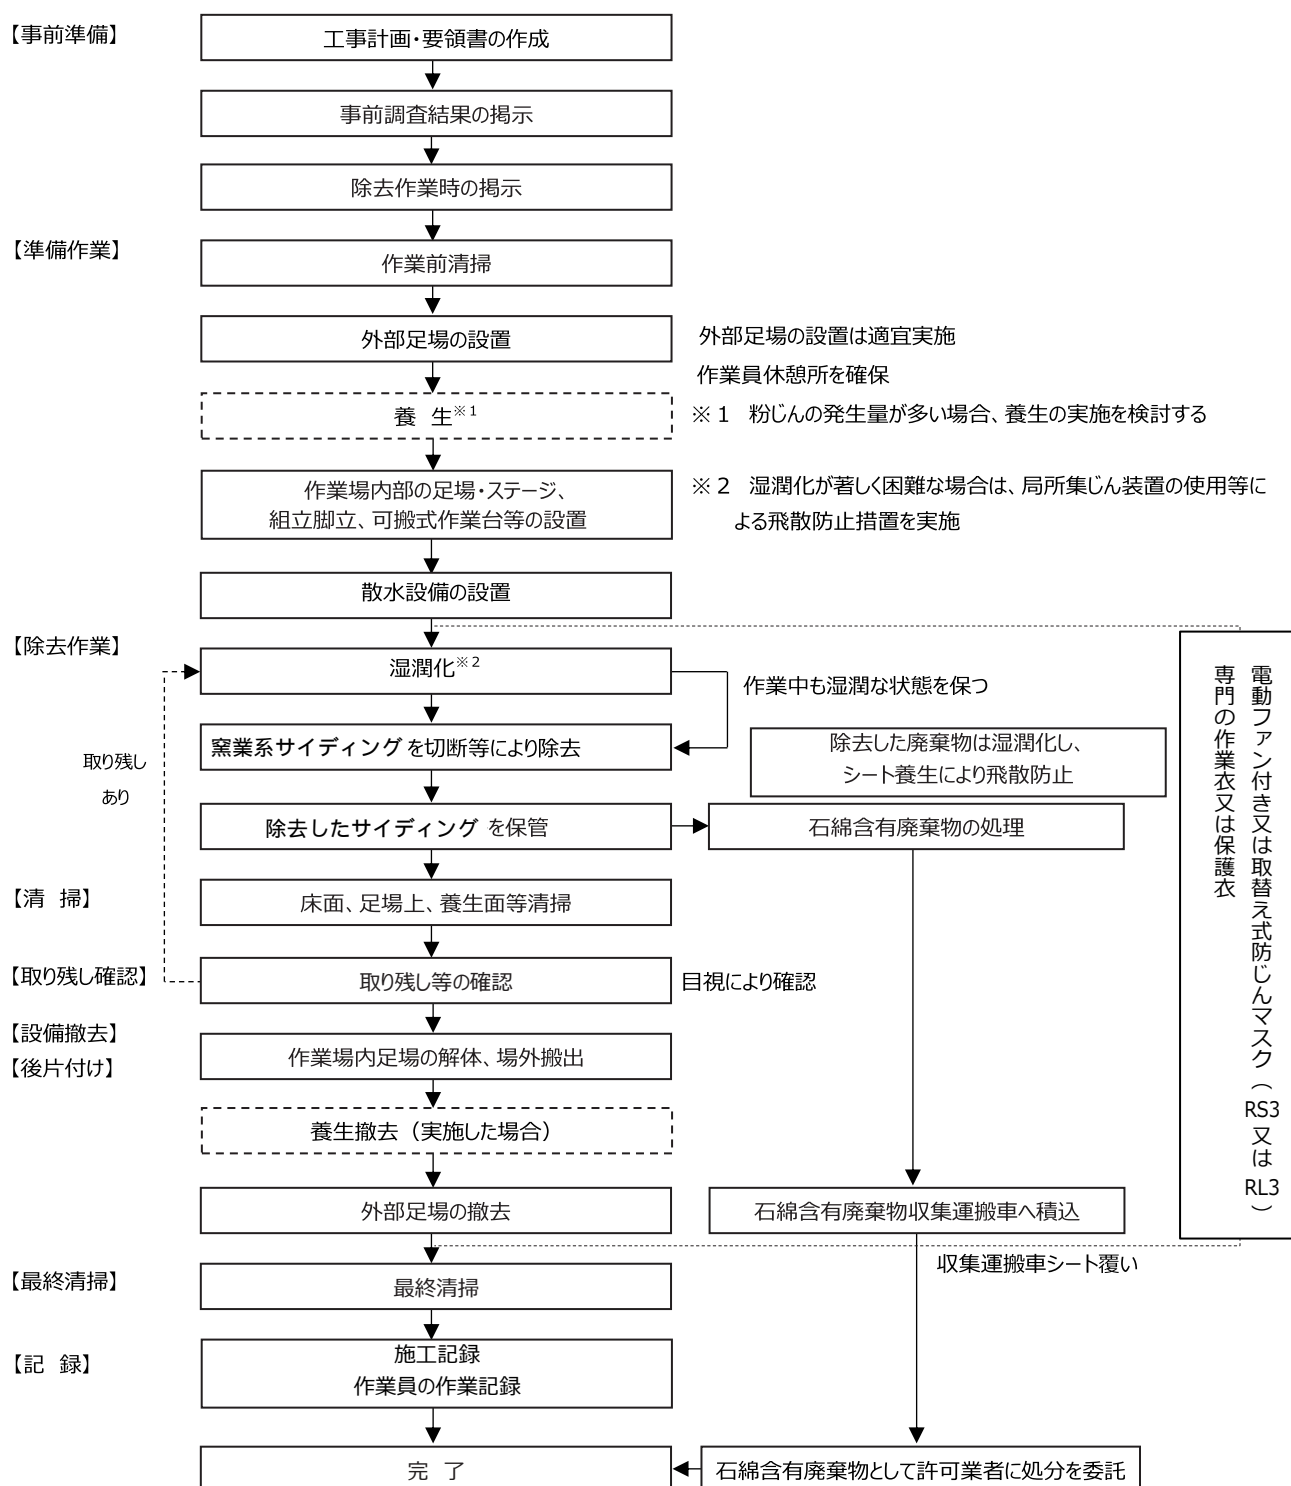 【事前準備】
工事計画・要領書の作成
事前調査結果の掲示
除去作業時の掲示
【準備作業】
作業前清掃
外部足場の設置
外部足場の設置は適宜実施
作業員休憩所を確保
養 生※1
※1 粉じんの発生量が多い場合、養生の実施を検討する
作業場内部の足場・ステージ、
組立脚立、可搬式作業台等の設置
※2 湿潤化が著しく困難な場合は、局所集じん装置の使用等に
よる飛散防止措置を実施
散水設備の設置
【除去作業】
湿潤化※2
作業中も湿潤な状態を保つ
窯業系サイディングを切断等により除去
除去した廃棄物は湿潤化し、
シート養生により飛散防止
取り残し
あり
除去したサイディング を保管
石綿含有廃棄物の処理
電動ファン付き又は取替え式防じんマスク(RS3又はRL3)
専門の作業衣又は保護衣
【清 掃】
床面、足場上、養生面等清掃
【取り残し確認】
取り残し等の確認
目視により確認
【設備撤去】
【後片付け】
作業場内足場の解体、場外搬出
養生撤去（実施した場合）
外部足場の撤去
石綿含有廃棄物収集運搬車へ積込
収集運搬車シート覆い
【最終清掃】
最終清掃
【記 録】
施工記録
作業員の作業記録
完 了
石綿含有廃棄物として許可業者に処分を委託